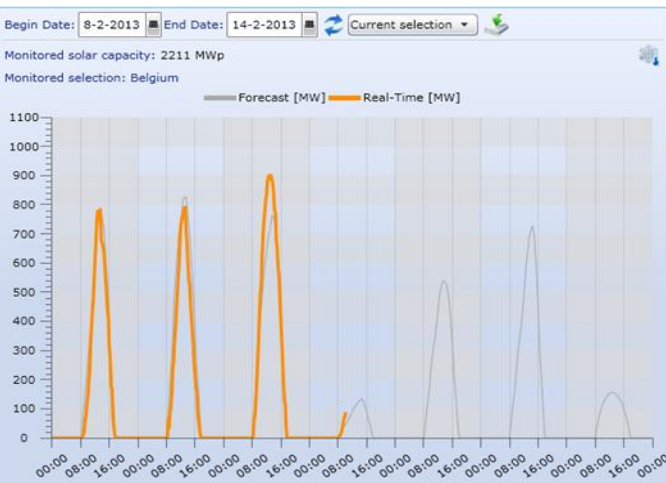 Begin Date: 8-2-2013 End Date: 14-2-2013 Current selection
Monitored solar capacity: 2211 MWp
Monitored selection: Belgium
Forecast [MW] Real-Time [MW]
1100
1000
900
800
700
600
500
400
300
200
100
0
00:00 08:00 16:00 00:00 08:00 16:00 00:00 08:00 16:00 00:00 08:00 16:00 00:00 08:00 16:00 00:00 08:00 16:00 00:00 08:00 16:00 00:00